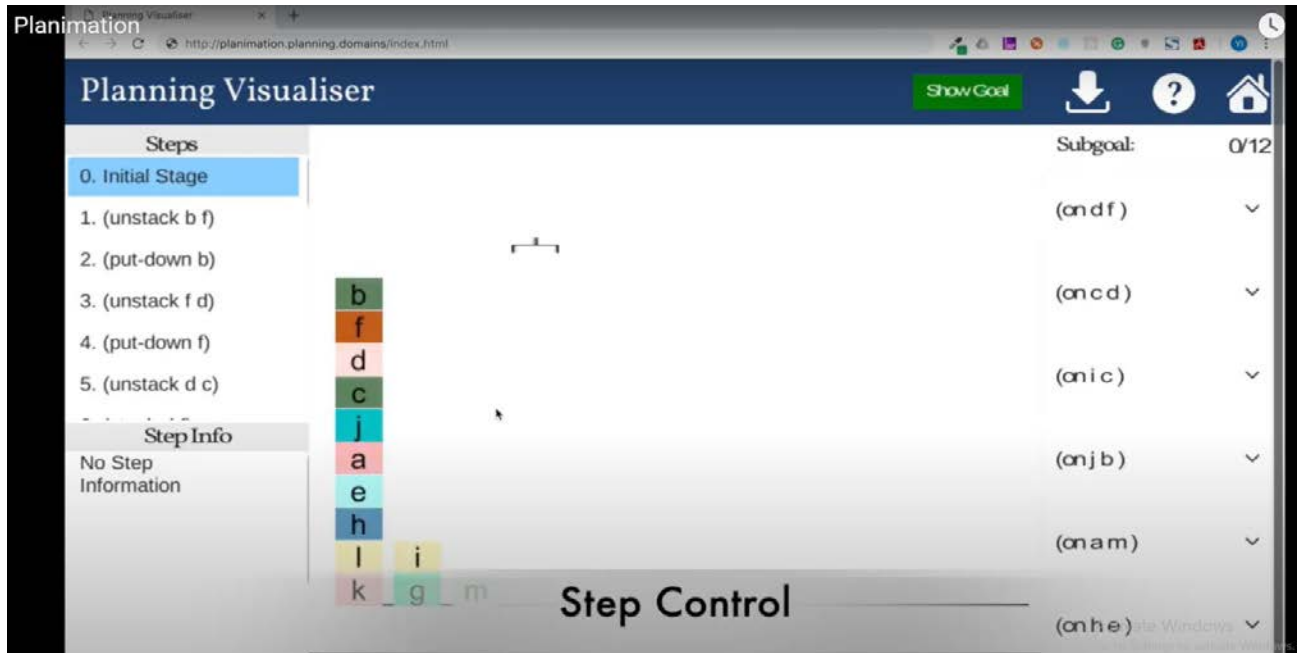 Planning Visualiser
Planimation
http://planimation.planning.domains/index.html
Planning Visualiser
Show Goal
?
Steps
0. Initial Stage
1. (unstack b f)
2. (put-down b)
3. (unstack f d)
4. (put-down f)
5. (unstack d c)
Step Info
No Step
Information
b
f
d
c
j
a
e
h
l i
k g m
Step Control
Subgoal: 0/12
(on d f)
(on c d)
(on i c)
(on j b)
(on a m)
(on h e)